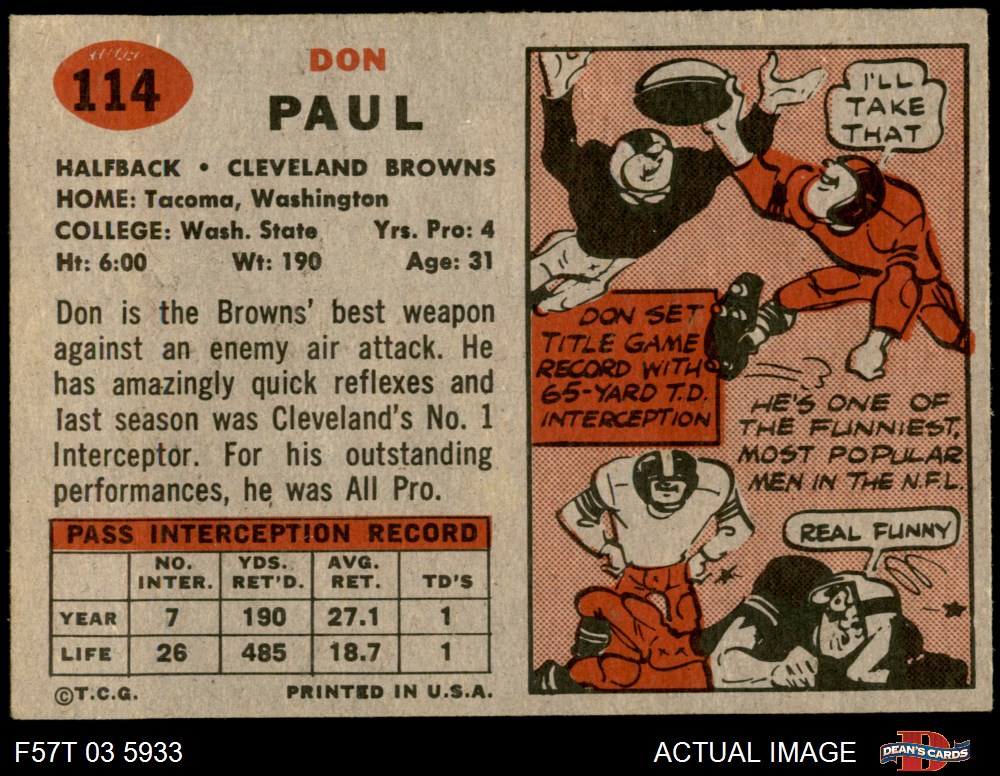 114
DON
PAUL
HALFBACK • CLEVELAND BROWNS
HOME: Tacoma, Washington
COLLEGE: Wash. State Yrs. Pro: 4
Ht: 6:00 Wt: 190 Age: 31
Don is the Browns' best weapon
against an enemy air attack. He
has amazingly quick reflexes and
last season was Cleveland's No. 1
Interceptor. For his outstanding
performances, he was All Pro.
PASS INTERCEPTION RECORD
NO. INTER. YDS. RET'D. AVG. RET. TD'S
YEAR 7 190 27.1 1
LIFE 26 485 18.7 1
©T.C.G. PRINTED IN U.S.A.
I'LL
TAKE
THAT
DON SET
TITLE GAME
RECORD WITH
65-YARD T.D.
INTERCEPTION
HE'S ONE OF
THE FUNNIEST,
MOST POPULAR
MEN IN THE N.F.L.
REAL FUNNY
F57T 03 5933
ACTUAL IMAGE
D
DEAN'S CARDS